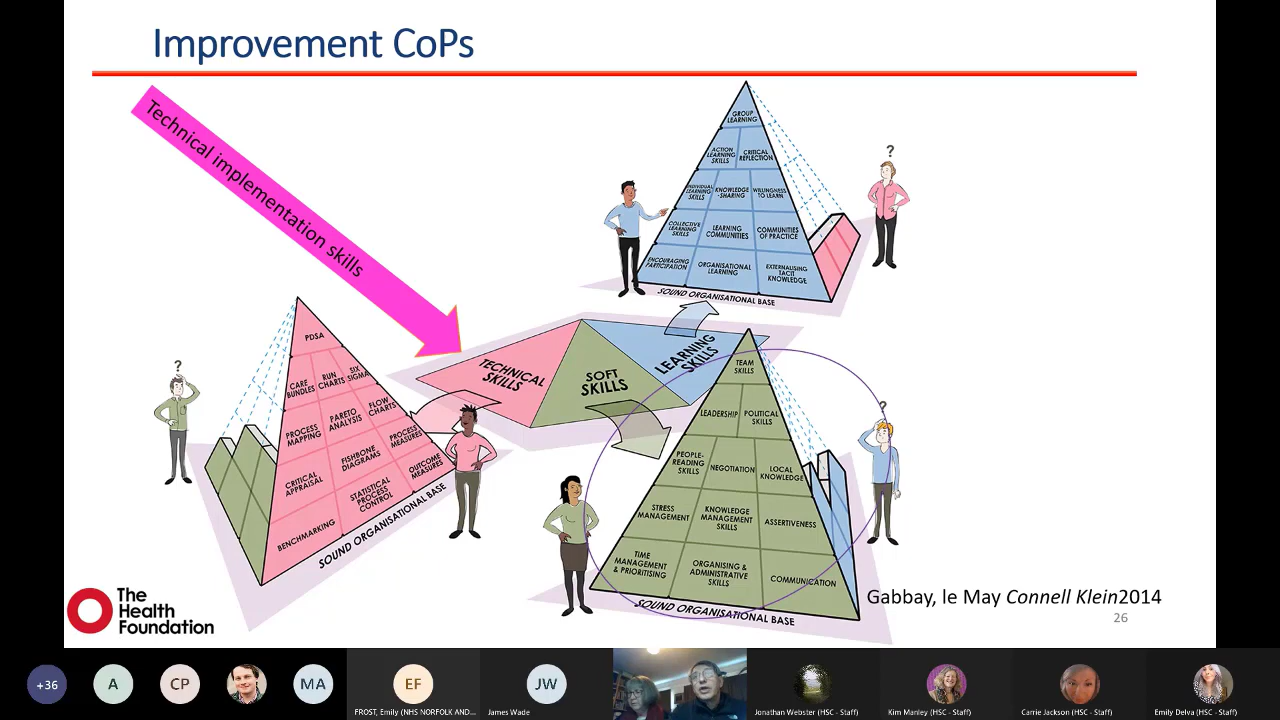 Improvement CoPs
Technical implementation skills
GROUP
LEARNING
ACTION
LEARNING
SKILLS
CRITICAL
REFLECTION
INDIVIDUAL
LEARNING
SKILLS
KNOWLEDGE
-SHARING
WILLINGNESS
TO LEARN
COLLECTIVE
LEARNING
SKILLS
LEARNING
COMMUNITIES
COMMUNITIES
OF PRACTICE
ENCOURAGING
PARTICIPATION
ORGANISATIONAL
LEARNING
EXTERNALISING
TACIT
KNOWLEDGE
SOUND ORGANISATIONAL BASE
?
?
PDSA
CARE
BUNDLES
RUN
CHARTS
SIX
SIGMA
PROCESS
MAPPING
PARETO
ANALYSIS
FLOW
CHARTS
CRITICAL
APPRAISAL
FISHBONE
DIAGRAMS
PROCESS
MEASURES
BENCHMARKING
STATISTICAL
PROCESS
CONTROL
OUTCOME
MEASURES
SOUND ORGANISATIONAL BASE
TECHNICAL
SKILLS
SOFT
SKILLS
LEARNING
SKILLS
TEAM
SKILLS
LEADERSHIP
POLITICAL
SKILLS
PEOPLE-
READING
SKILLS
NEGOTIATION
LOCAL
KNOWLEDGE
STRESS
MANAGEMENT
KNOWLEDGE
MANAGEMENT
SKILLS
ASSERTIVENESS
TIME
MANAGEMENT
& PRIORITISING
ORGANISING &
ADMINISTRATIVE
SKILLS
COMMUNICATION
SOUND ORGANISATIONAL BASE
?
The
Health
Foundation
Gabbay, le May Connell Klein2014
26
+36
A
CP
MA
EF
FROST, Emily (NHS NORFOLK AND...
JW
James Wade
Jonathan Webster (HSC - Staff)
Kim Manley (HSC - Staff)
Carrie Jackson (HSC - Staff)
Emily Delva (HSC - Staff)